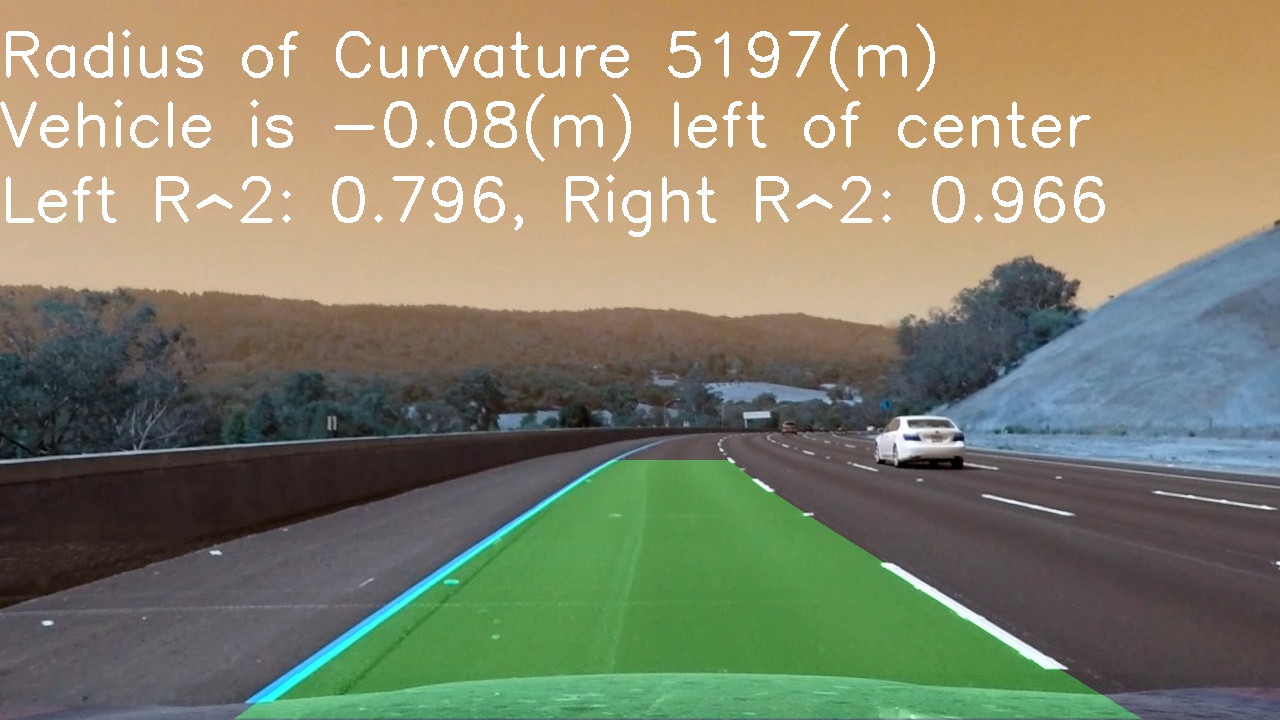 Radius of Curvature 5197(m)
Vehicle is -0.08(m) left of center
Left R^2: 0.796, Right R^2: 0.966